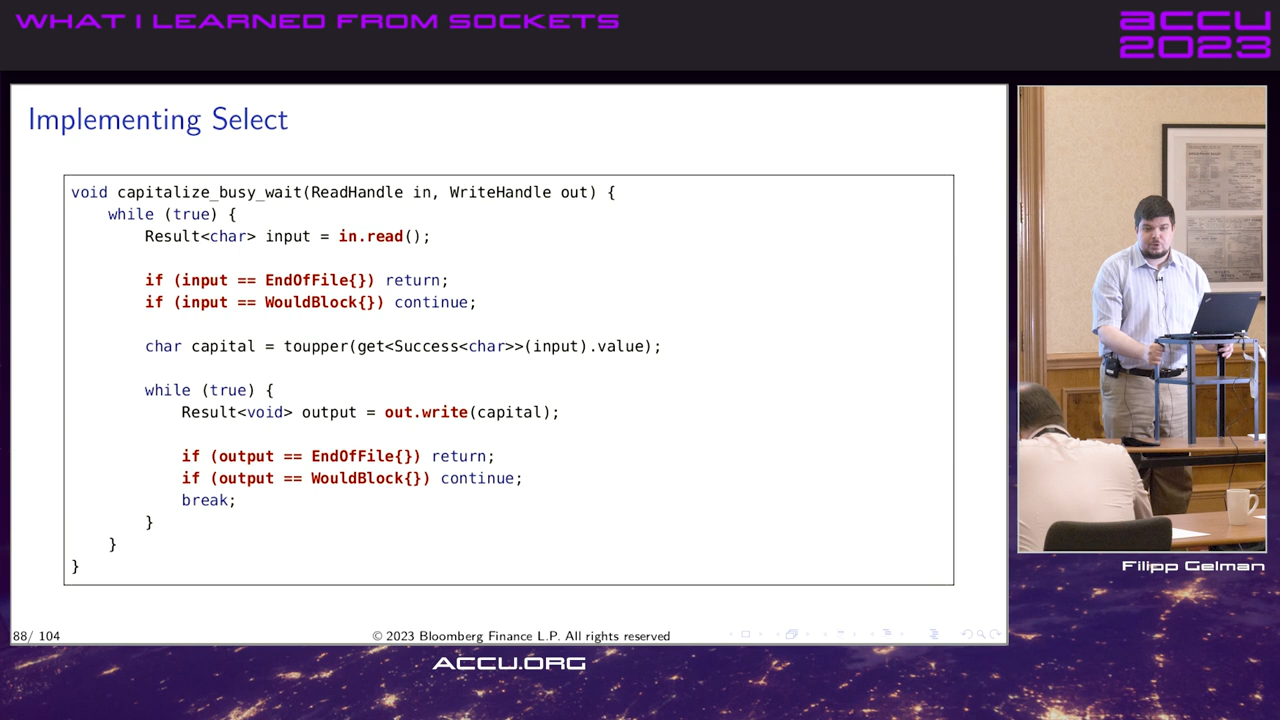 WHAT I LEARNED FROM SOCKETS
ACCU
2023
Implementing Select
void capitalize_busy_wait(ReadHandle in, WriteHandle out) {
while (true) {
Result<char> input = in.read();
if (input == EndOfFile{}) return;
if (input == WouldBlock{}) continue;
char capital = toupper(get<Success<char>>(input).value);
while (true) {
Result<void> output = out.write(capital);
if (output == EndOfFile{}) return;
if (output == WouldBlock{}) continue;
break;
}
}
}
88/ 104
© 2023 Bloomberg Finance L.P. All rights reserved
Filipp Gelman
ACCU.ORG